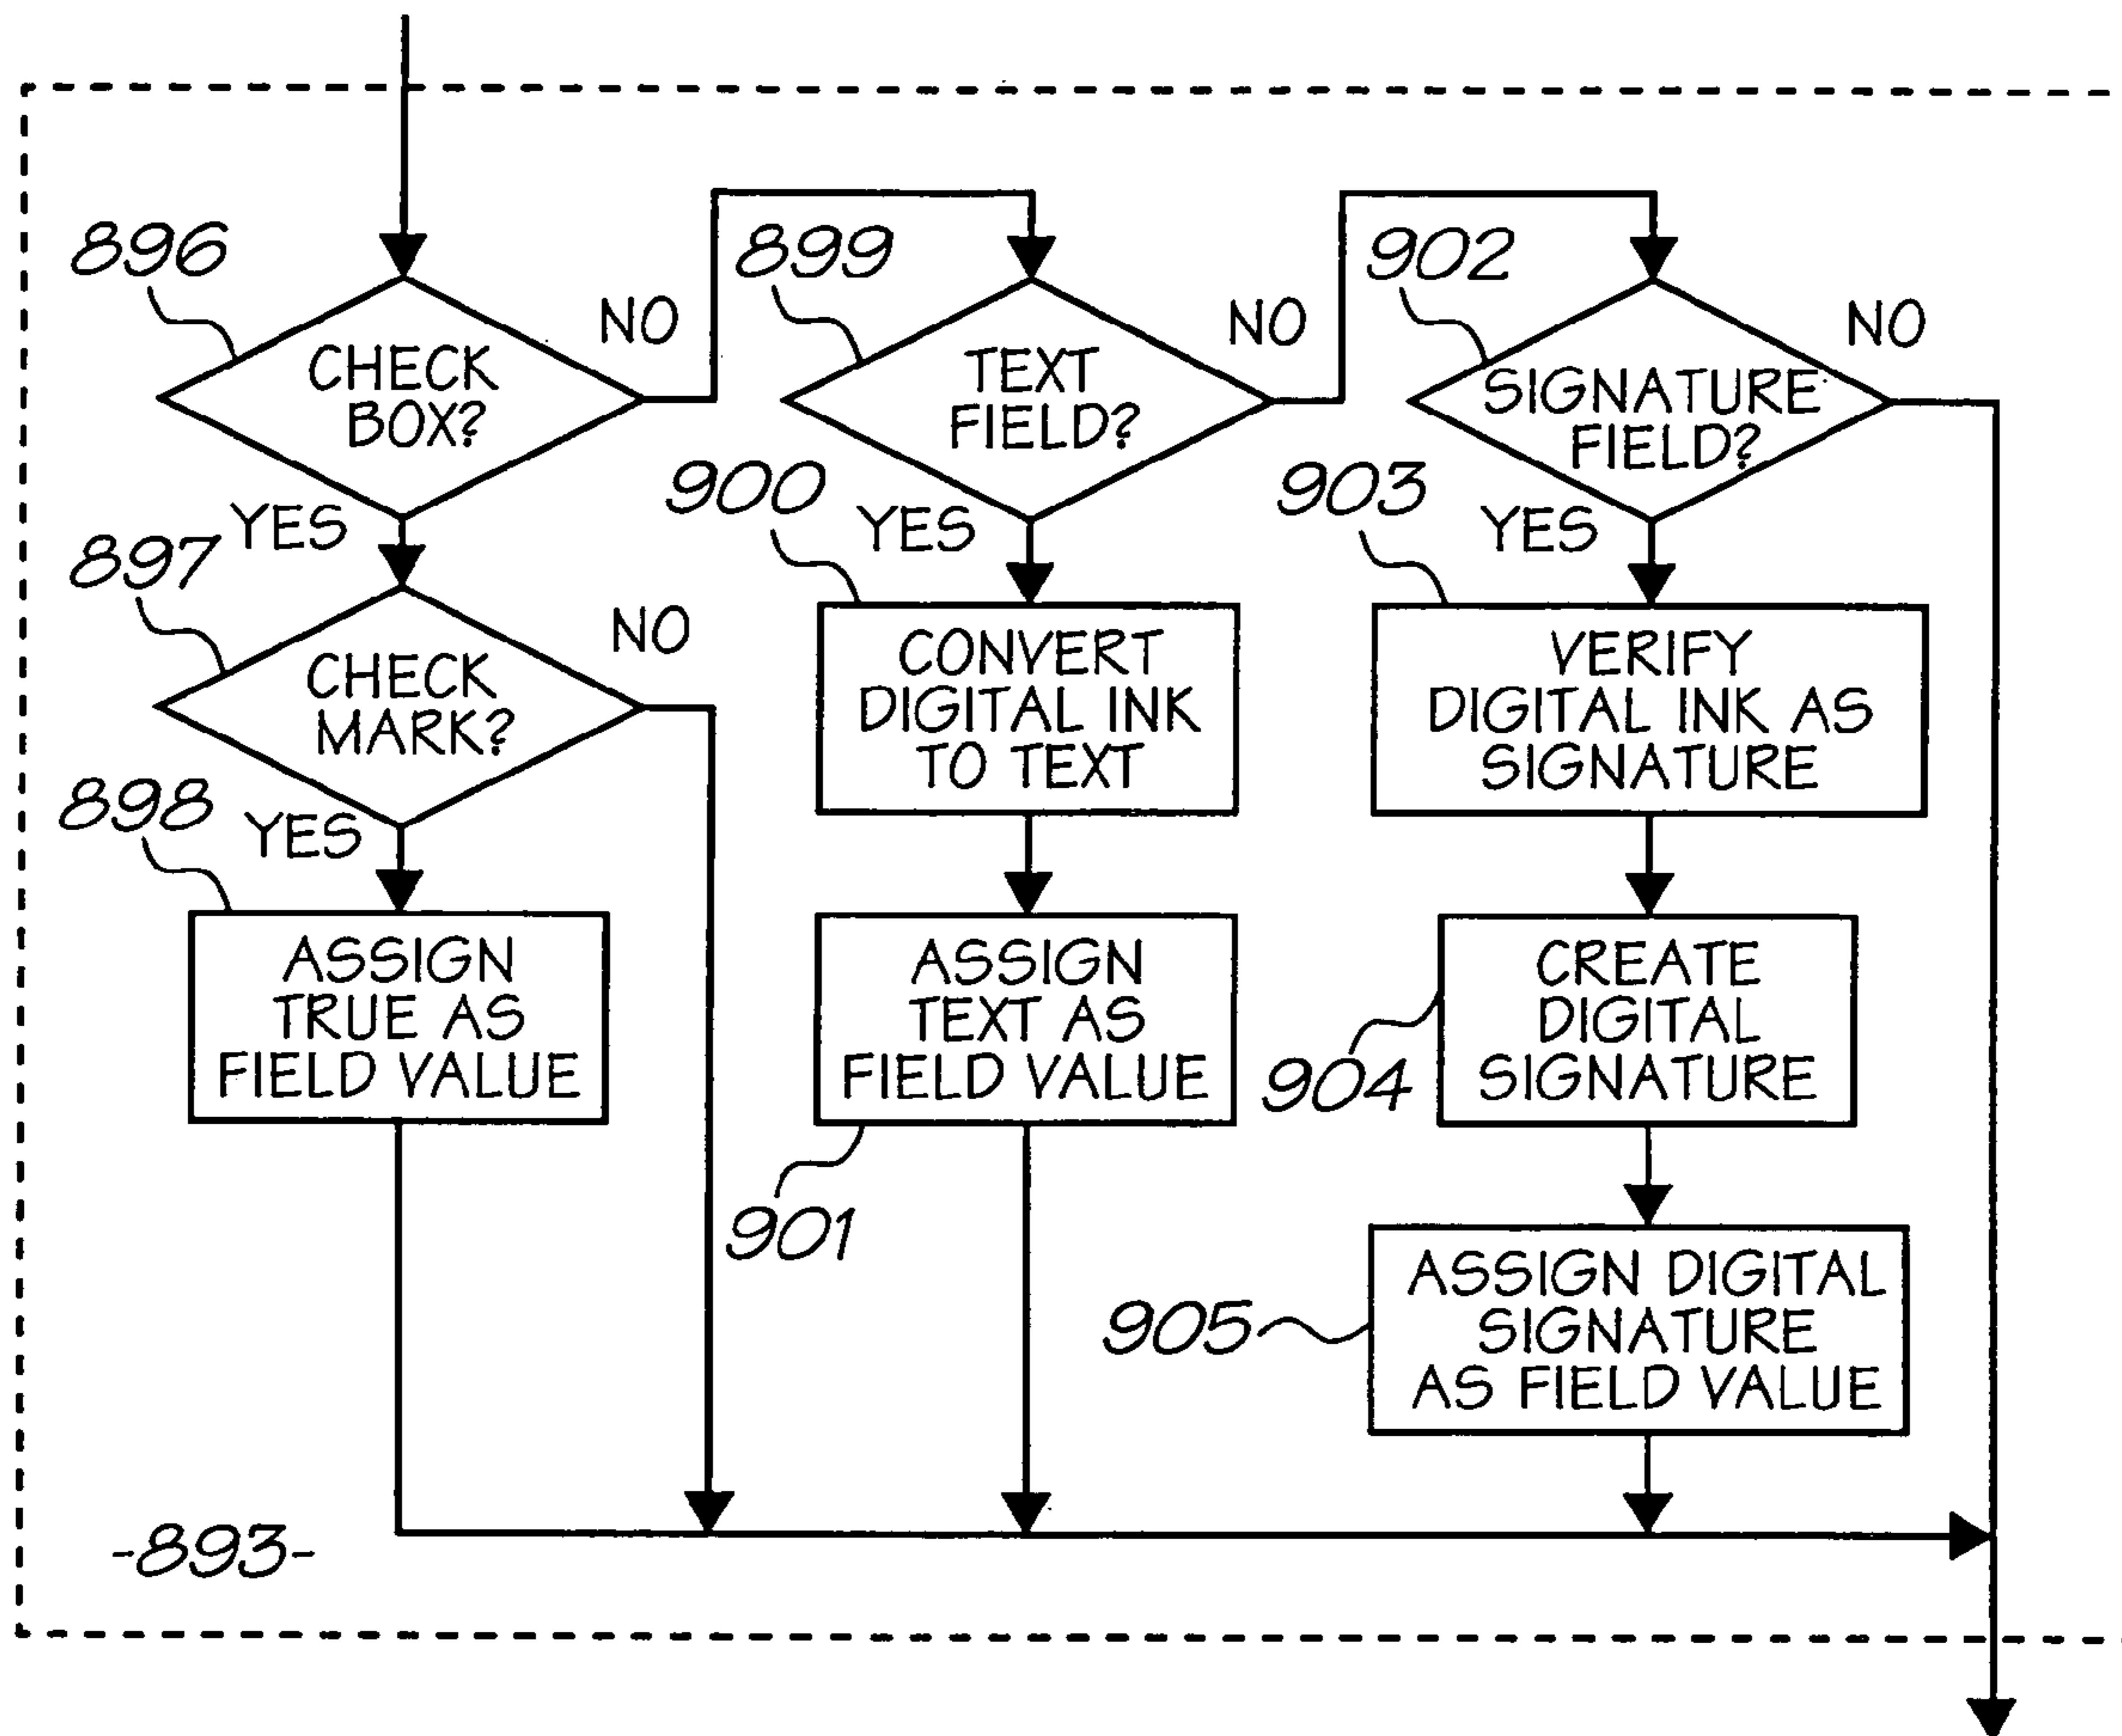 896
CHECK
BOX?
NO
YES
897
CHECK
MARK?
NO
YES
898
ASSIGN
TRUE AS
FIELD VALUE
899
TEXT
FIELD?
NO
YES
900
CONVERT
DIGITAL INK
TO TEXT
ASSIGN
TEXT AS
FIELD VALUE
901
902
SIGNATURE
FIELD?
NO
YES
903
VERIFY
DIGITAL INK AS
SIGNATURE
CREATE
DIGITAL
SIGNATURE
904
ASSIGN DIGITAL
SIGNATURE
AS FIELD VALUE
905
-893-